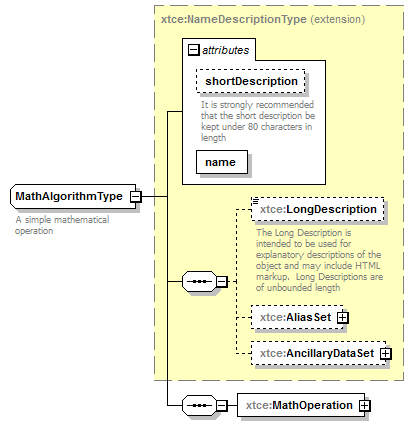 xtce:NameDescriptionType (extension)
attributes
shortDescription
It is strongly recommended
that the short description be
kept under 80 characters in
length
name
MathAlgorithmType
A simple mathematical
operation
xtce:LongDescription
The Long Description is
intended to be used for
explanatory descriptions of the
object and may include HTML
markup.  Long Descriptions are
of unbounded length
xtce:AliasSet
xtce:AncillaryDataSet
xtce:MathOperation